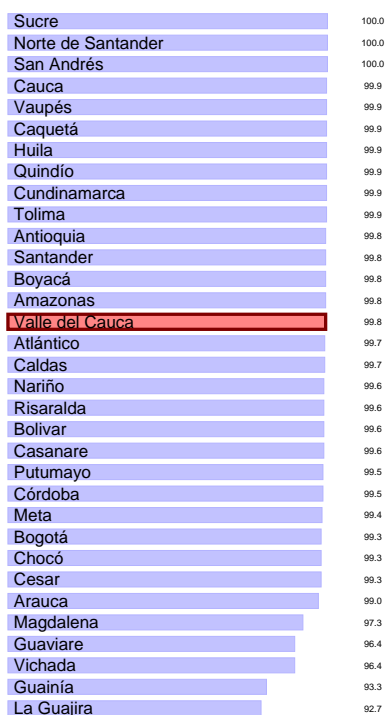 Sucre 100.0
Norte de Santander 100.0
San Andrés 100.0
Cauca 99.9
Vaupés 99.9
Caquetá 99.9
Huila 99.9
Quindío 99.9
Cundinamarca 99.9
Tolima 99.9
Antioquia 99.8
Santander 99.8
Boyacá 99.8
Amazonas 99.8
Valle del Cauca 99.8
Atlántico 99.7
Caldas 99.7
Nariño 99.6
Risaralda 99.6
Bolivar 99.6
Casanare 99.6
Putumayo 99.5
Córdoba 99.5
Meta 99.4
Bogotá 99.3
Chocó 99.3
Cesar 99.3
Arauca 99.0
Magdalena 97.3
Guaviare 96.4
Vichada 96.4
Guainía 93.3
La Guajira 92.7